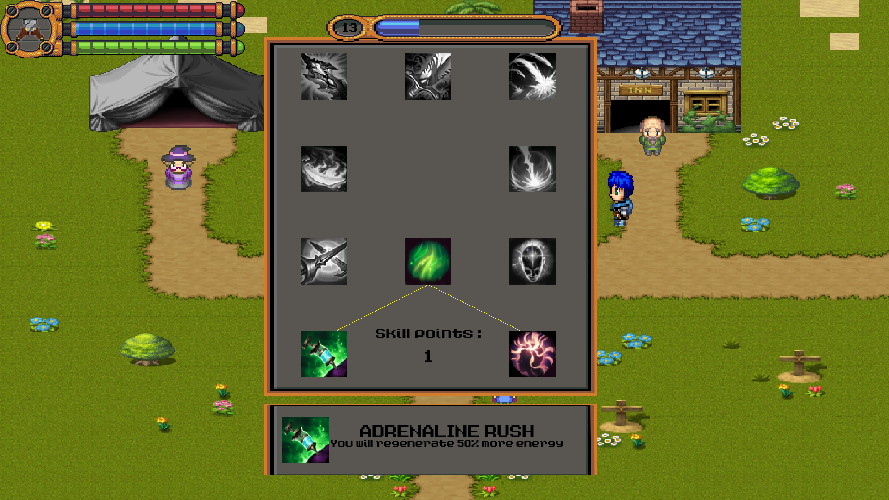 13
INN
Skill points :
1
ADRENALINE RUSH
You will regenerate 50% more energy